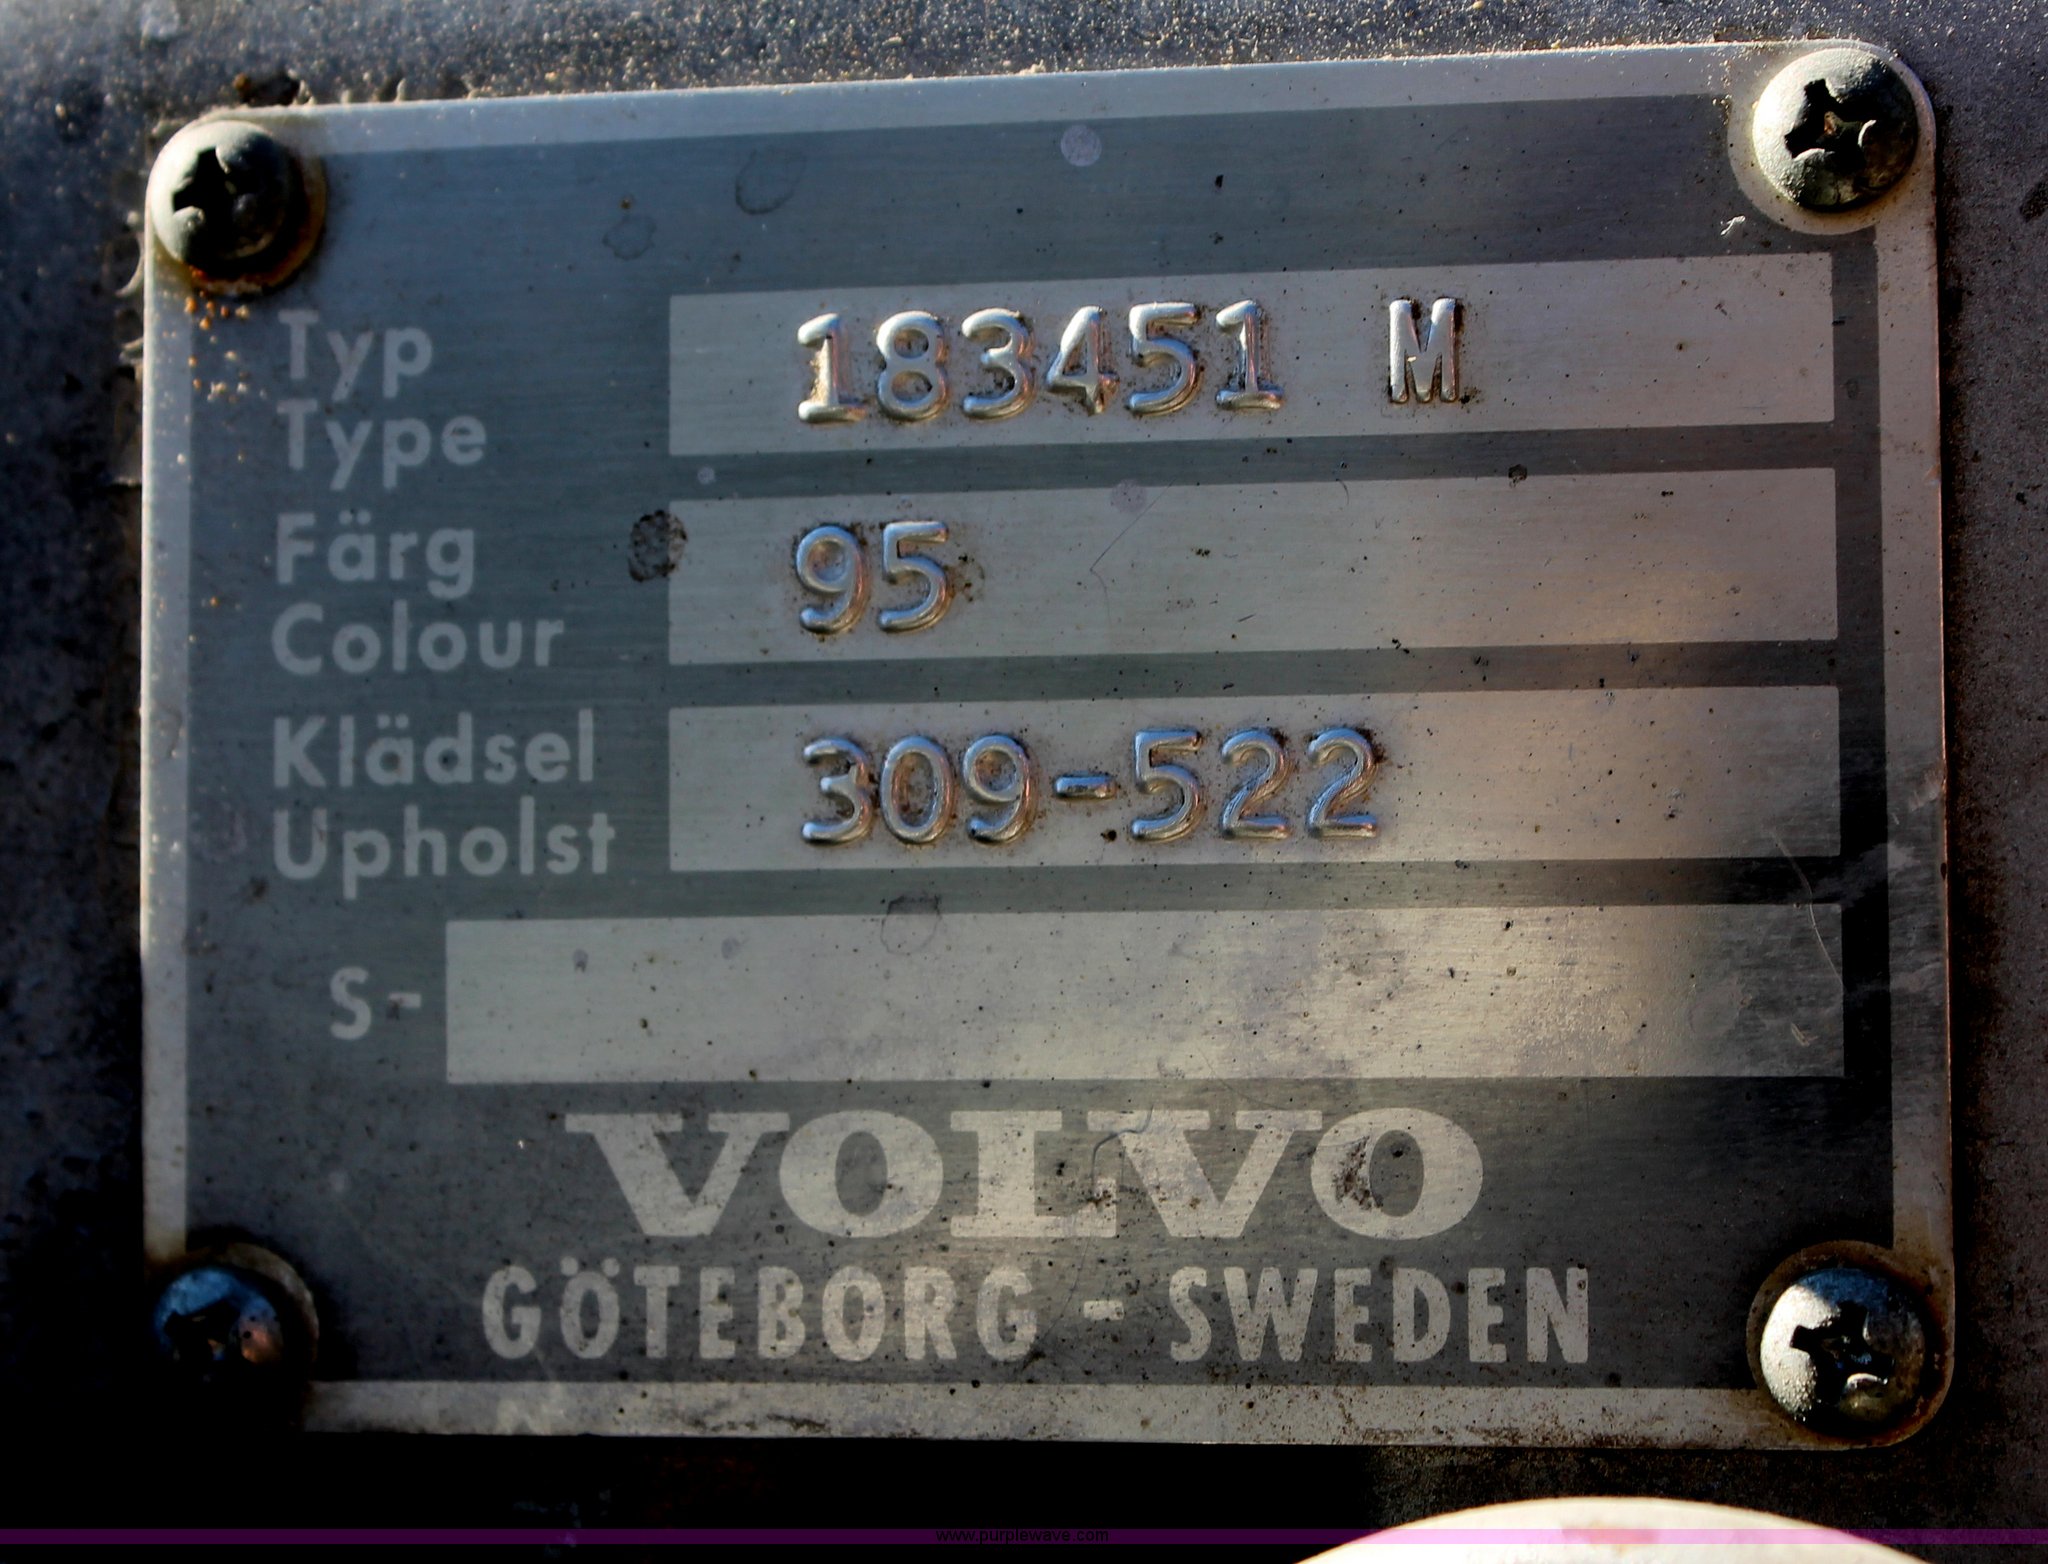 Typ
Type
183451 M
Färg
Colour
95
Klädsel
Upholst
309-522
S-
VOLVO
GÖTEBORG - SWEDEN
www.purplewave.com